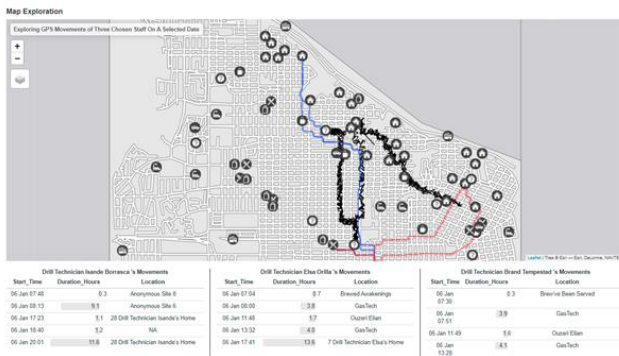 Map Exploration
Exploring GPS Movements of Three Chosen Staff On A Selected Date
+
−
Drill Technician Isande Borrasca 's Movements
Start_Time Duration_Hours Location
06 Jan 07:48 0.3 Anonymous Site 8
06 Jan 08:13 9.1 Anonymous Site 6
06 Jan 17:23 1.1 28 Drill Technician Isande's Home
06 Jan 18:40 1.2 NA
06 Jan 20:01 11.6 28 Drill Technician Isande's Home
Drill Technician Elsa Orilla 's Movements
Start_Time Duration_Hours Location
06 Jan 07:04 0.7 Brewed Awakenings
06 Jan 08:00 3.8 GasTech
06 Jan 11:48 1.7 Ouzeri Elian
06 Jan 13:32 4.0 GasTech
06 Jan 17:41 13.6 7 Drill Technician Elsa's Home
Drill Technician Brand Tempestad 's Movements
Start_Time Duration_Hours Location
06 Jan 07:30 0.3 Brew've Been Served
06 Jan 07:51 3.9 GasTech
06 Jan 11:49 1.6 Ouzeri Elian
06 Jan 13:28 4.1 GasTech